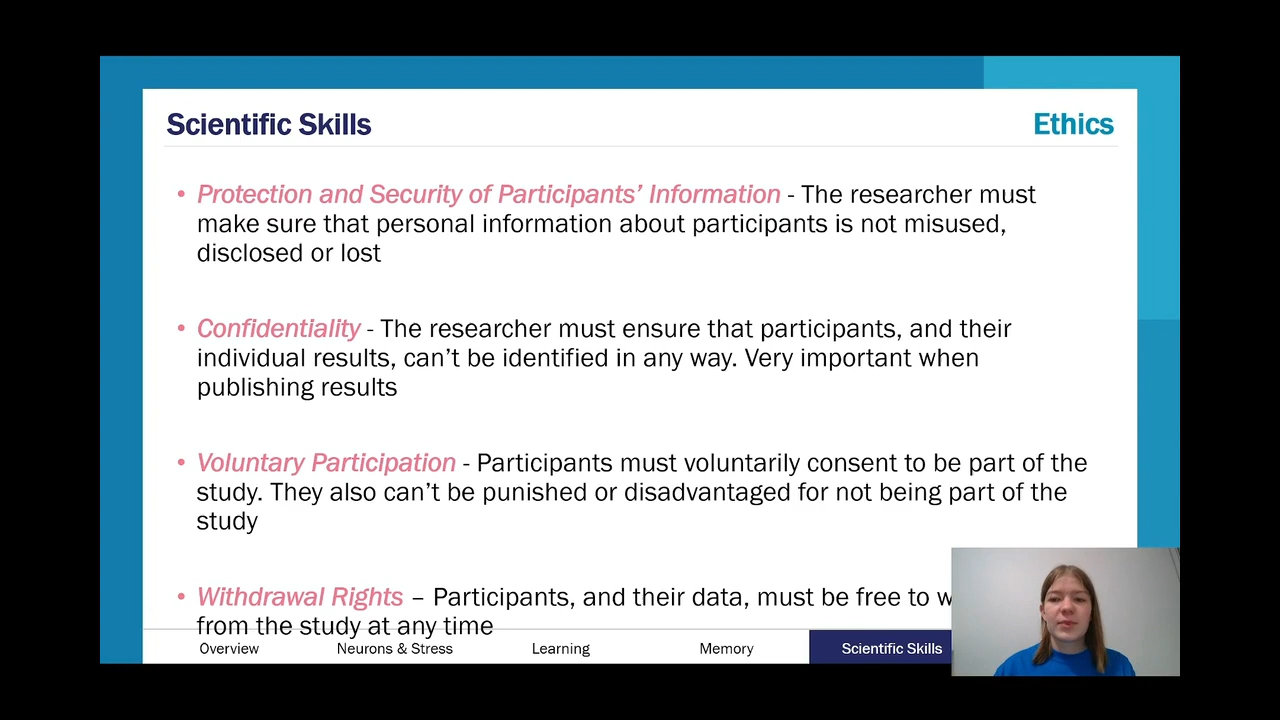 Scientific Skills
Ethics
• Protection and Security of Participants’ Information - The researcher must
make sure that personal information about participants is not misused,
disclosed or lost
• Confidentiality - The researcher must ensure that participants, and their
individual results, can’t be identified in any way. Very important when
publishing results
• Voluntary Participation - Participants must voluntarily consent to be part of the
study. They also can’t be punished or disadvantaged for not being part of the
study
• Withdrawal Rights – Participants, and their data, must be free to
from the study at any time
Overview
Neurons & Stress
Learning
Memory
Scientific Skills